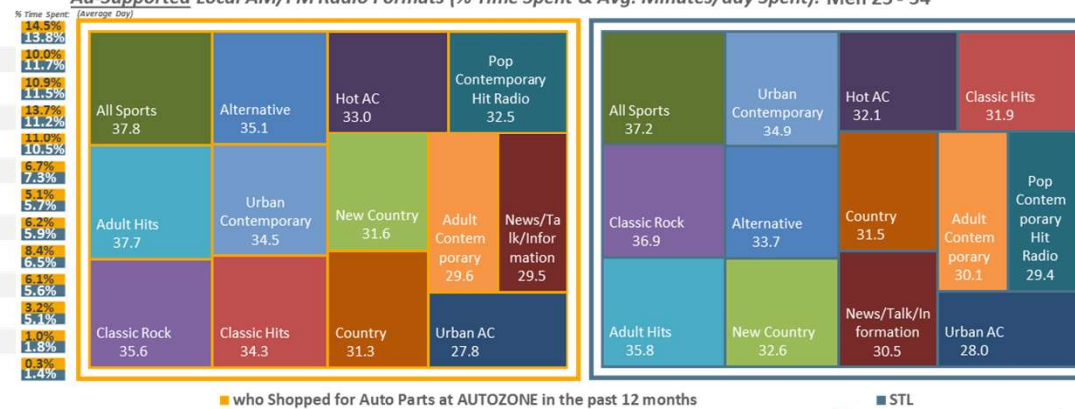 Ad-Supported Local AM/FM Radio Formats (% Time Spent & Avg. Minutes/day Spent): Men 25 - 54
% Time Spent: (Average Day)
14.5%
13.8%
10.0%
11.7%
10.9%
11.5%
13.7%
11.2%
11.0%
10.5%
6.7%
7.3%
5.1%
5.7%
6.2%
5.9%
8.4%
6.5%
6.1%
5.6%
3.2%
5.1%
1.0%
1.8%
0.3%
1.4%
All Sports
37.8
Alternative
35.1
Hot AC
33.0
Pop
Contemporary
Hit Radio
32.5
Adult Hits
37.7
Urban
Contemporary
34.5
New Country
31.6
Adult
Contem
porary
29.6
News/Ta
lk/Infor
mation
29.5
Classic Rock
35.6
Classic Hits
34.3
Country
31.3
Urban AC
27.8
All Sports
37.2
Urban
Contemporary
34.9
Hot AC
32.1
Classic Hits
31.9
Classic Rock
36.9
Alternative
33.7
Country
31.5
Adult
Contem
porary
30.1
Pop
Contem
porary
Hit
Radio
29.4
Adult Hits
35.8
New Country
32.6
News/Talk/In
formation
30.5
Urban AC
28.0
who Shopped for Auto Parts at AUTOZONE in the past 12 months
STL